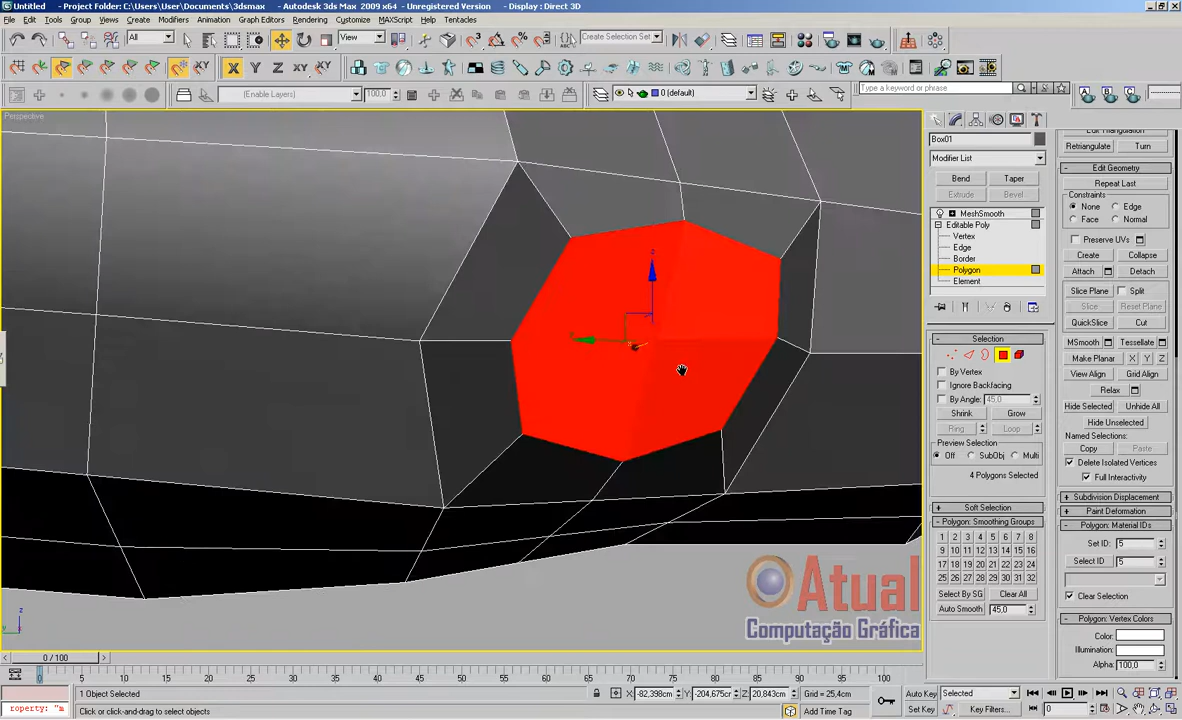 Untitled - Project Folder: C:\Users\User\Documents\3dsmax - Autodesk 3ds Max 2009 x64 - Unregistered Version - Display : Direct 3D
File Edit Tools Group Views Create Modifiers Animation Graph Editors Rendering Customize MAXScript Help Tentacles
All View Create Selection Set
X Y Z XY XY
(Enable Layers) 100,0 0 (default) Type a keyword or phrase A B C
Perspective
Box01
Modifier List
Bend Taper
Extrude Bevel
MeshSmooth
Editable Poly
Vertex
Edge
Border
Polygon
Element
Selection
By Vertex
Ignore Backfacing
By Angle: 45,0
Shrink Grow
Ring Loop
Preview Selection
Off SubObj Multi
4 Polygons Selected
Soft Selection
Polygon: Smoothing Groups
1 2 3 4 5 6 7 8
9 10 11 12 13 14 15 16
17 18 19 20 21 22 23 24
25 26 27 28 29 30 31 32
Select By SG Clear All
Auto Smooth 45,0
Edit Triangulation
Retriangulate Turn
Edit Geometry
Repeat Last
Constraints
None Edge
Face Normal
Preserve UVs
Create Collapse
Attach Detach
Slice Plane Split
Slice Reset Plane
QuickSlice Cut
MSmooth Tessellate
Make Planar X Y Z
View Align Grid Align
Relax
Hide Selected Unhide All
Hide Unselected
Named Selections:
Copy Paste
Delete Isolated Vertices
Full Interactivity
Subdivision Displacement
Paint Deformation
Polygon: Material IDs
Set ID: 5
Select ID 5
Clear Selection
Polygon: Vertex Colors
Color:
Illumination:
Alpha: 100,0
Atual
Computação Gráfica
z
y
0 / 100
0 5 10 15 20 25 30 35 40 45 50 55 60 65 70 75 80 85 90 95 100
1 Object Selected X: -82,398cm Y: -204,675cm Z: 20,843cm Grid = 25,4cm Auto Key Selected
roperty: "m Click or click-and-drag to select objects Add Time Tag Set Key Key Filters... 0